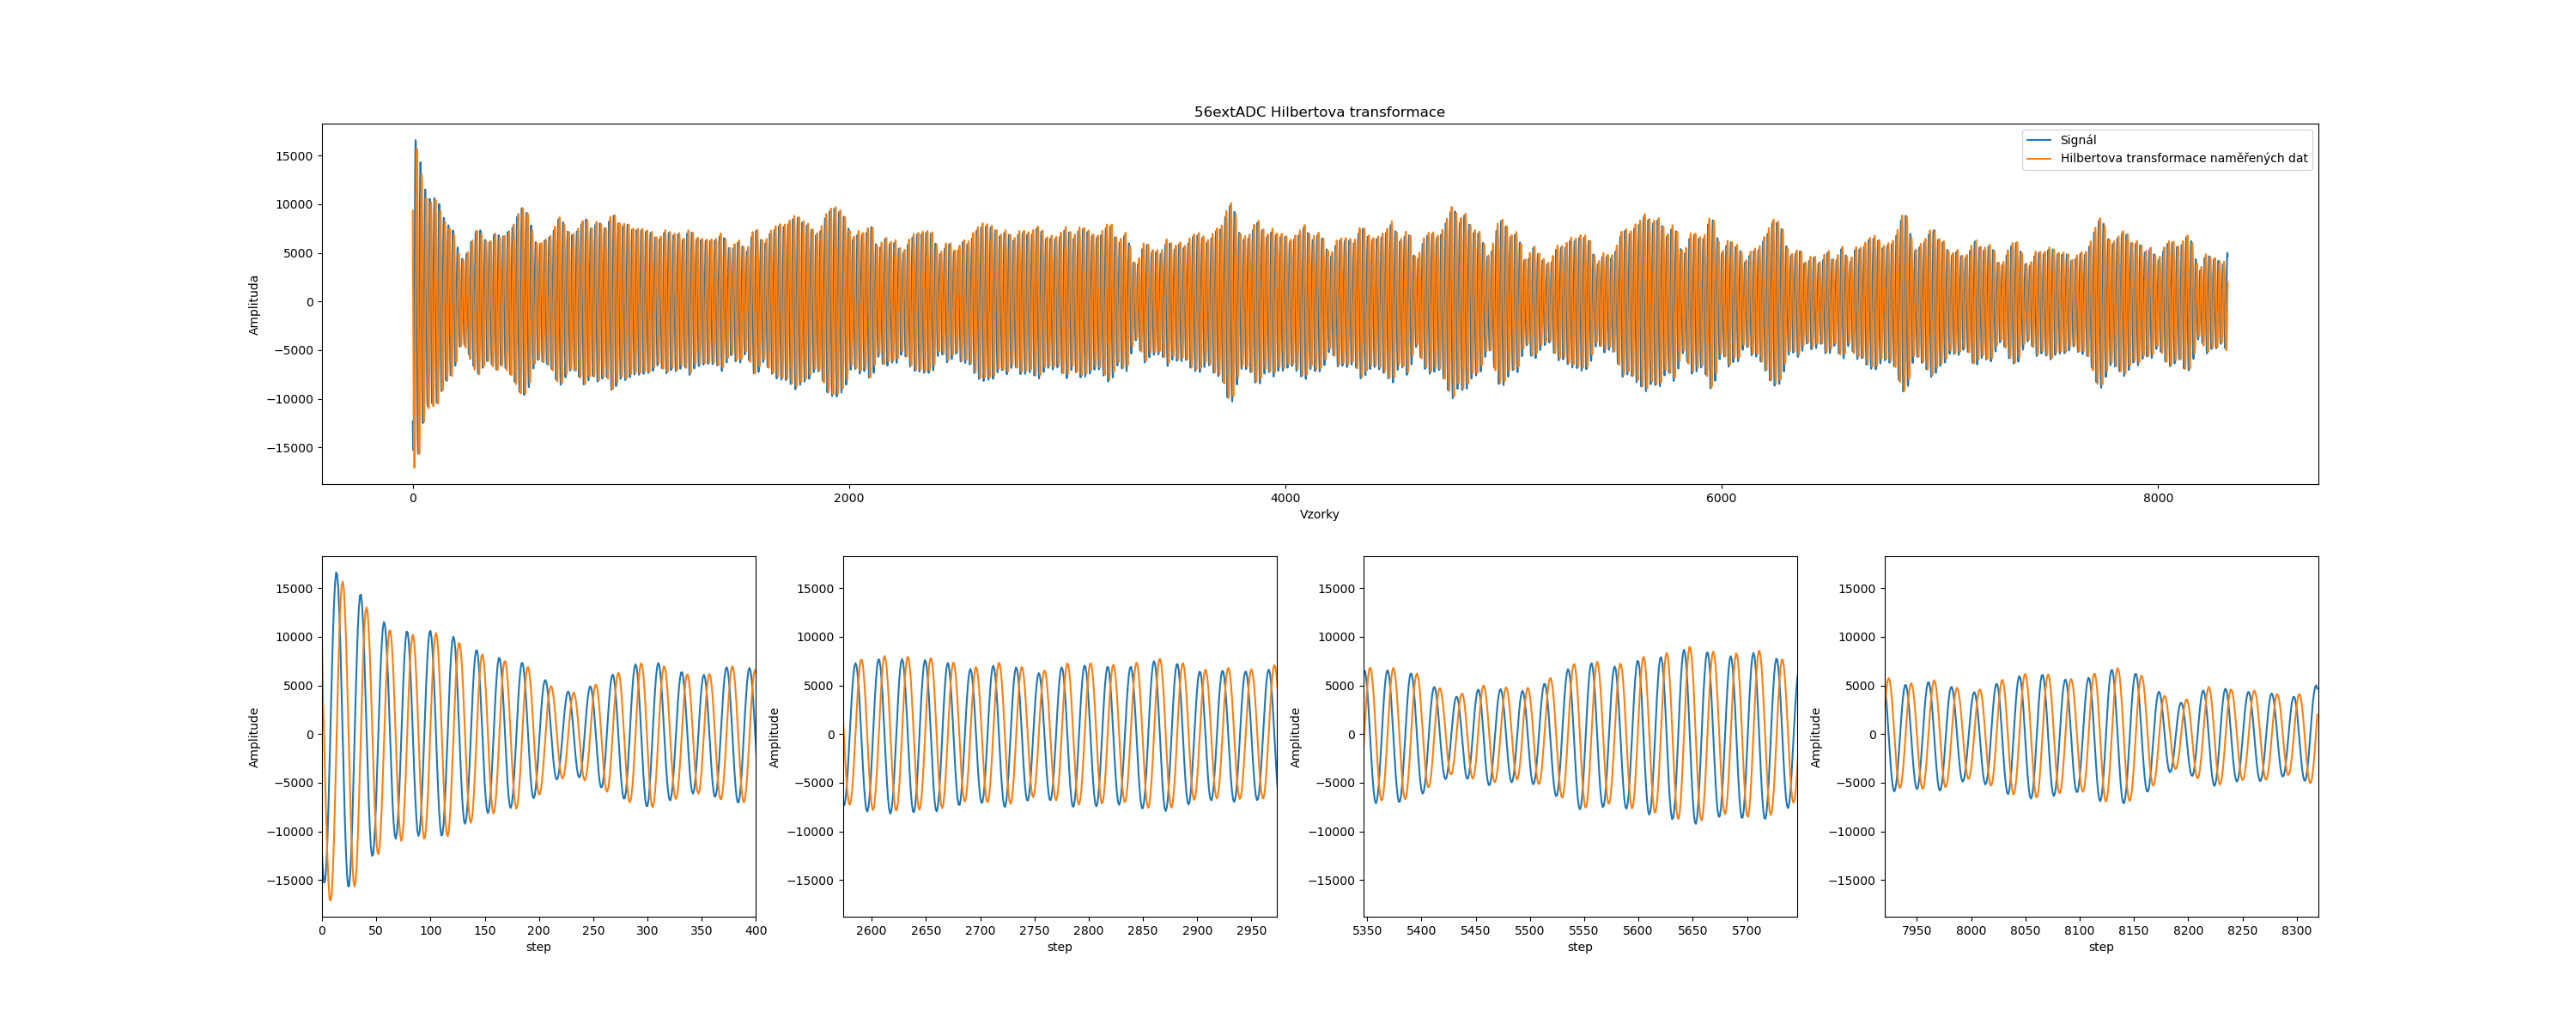 56extADC Hilbertova transformace
Signál
Hilbertova transformace naměřených dat
Amplituda
15000
10000
5000
0
−5000
−10000
−15000
0 2000 4000 6000 8000
Vzorky
Amplitude
15000
10000
5000
0
−5000
−10000
−15000
0 50 100 150 200 250 300 350 400
step
Amplitude
15000
10000
5000
0
−5000
−10000
−15000
2600 2650 2700 2750 2800 2850 2900 2950
step
Amplitude
15000
10000
5000
0
−5000
−10000
−15000
5350 5400 5450 5500 5550 5600 5650 5700
step
Amplitude
15000
10000
5000
0
−5000
−10000
−15000
7950 8000 8050 8100 8150 8200 8250 8300
step